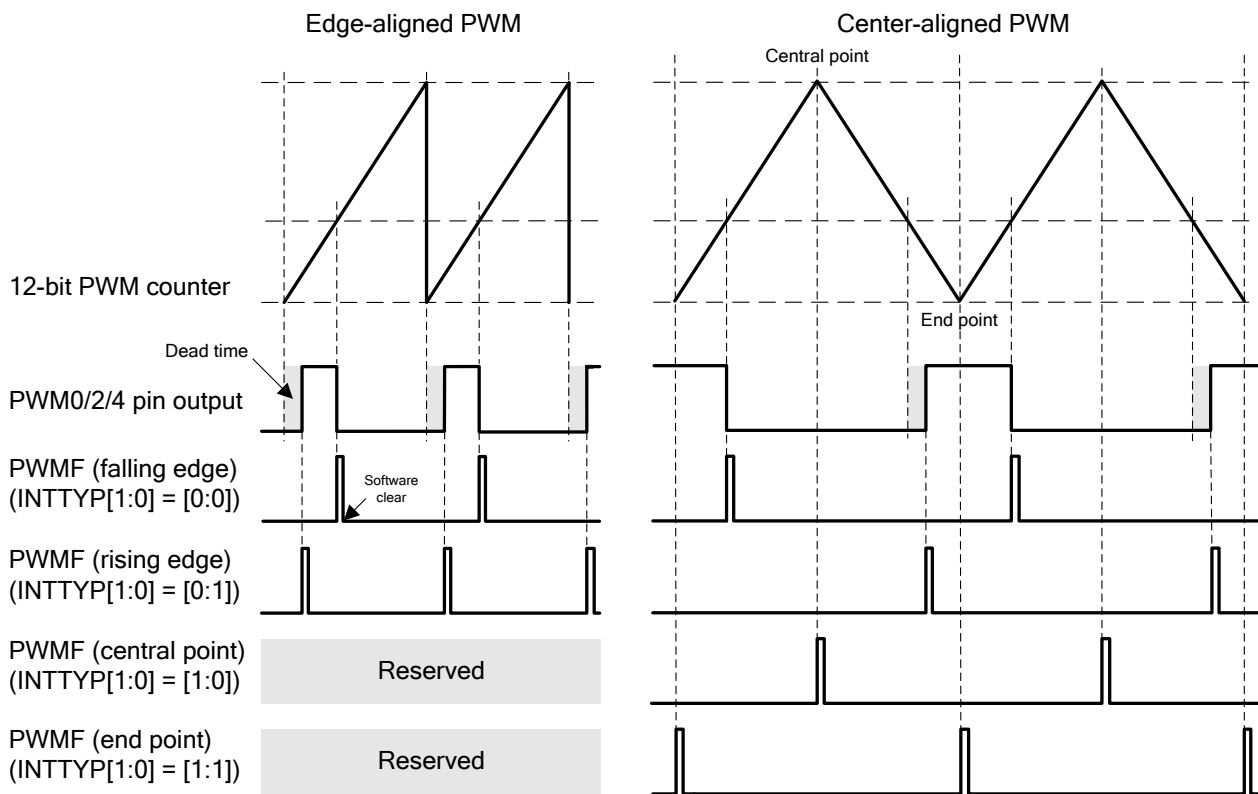 Edge-aligned PWM
Center-aligned PWM
Central point
12-bit PWM counter
End point
Dead time
PWM0/2/4 pin output
PWMF (falling edge)
(INTTYP[1:0] = [0:0])
Software
clear
PWMF (rising edge)
(INTTYP[1:0] = [0:1])
PWMF (central point)
(INTTYP[1:0] = [1:0])
Reserved
PWMF (end point)
(INTTYP[1:0] = [1:1])
Reserved